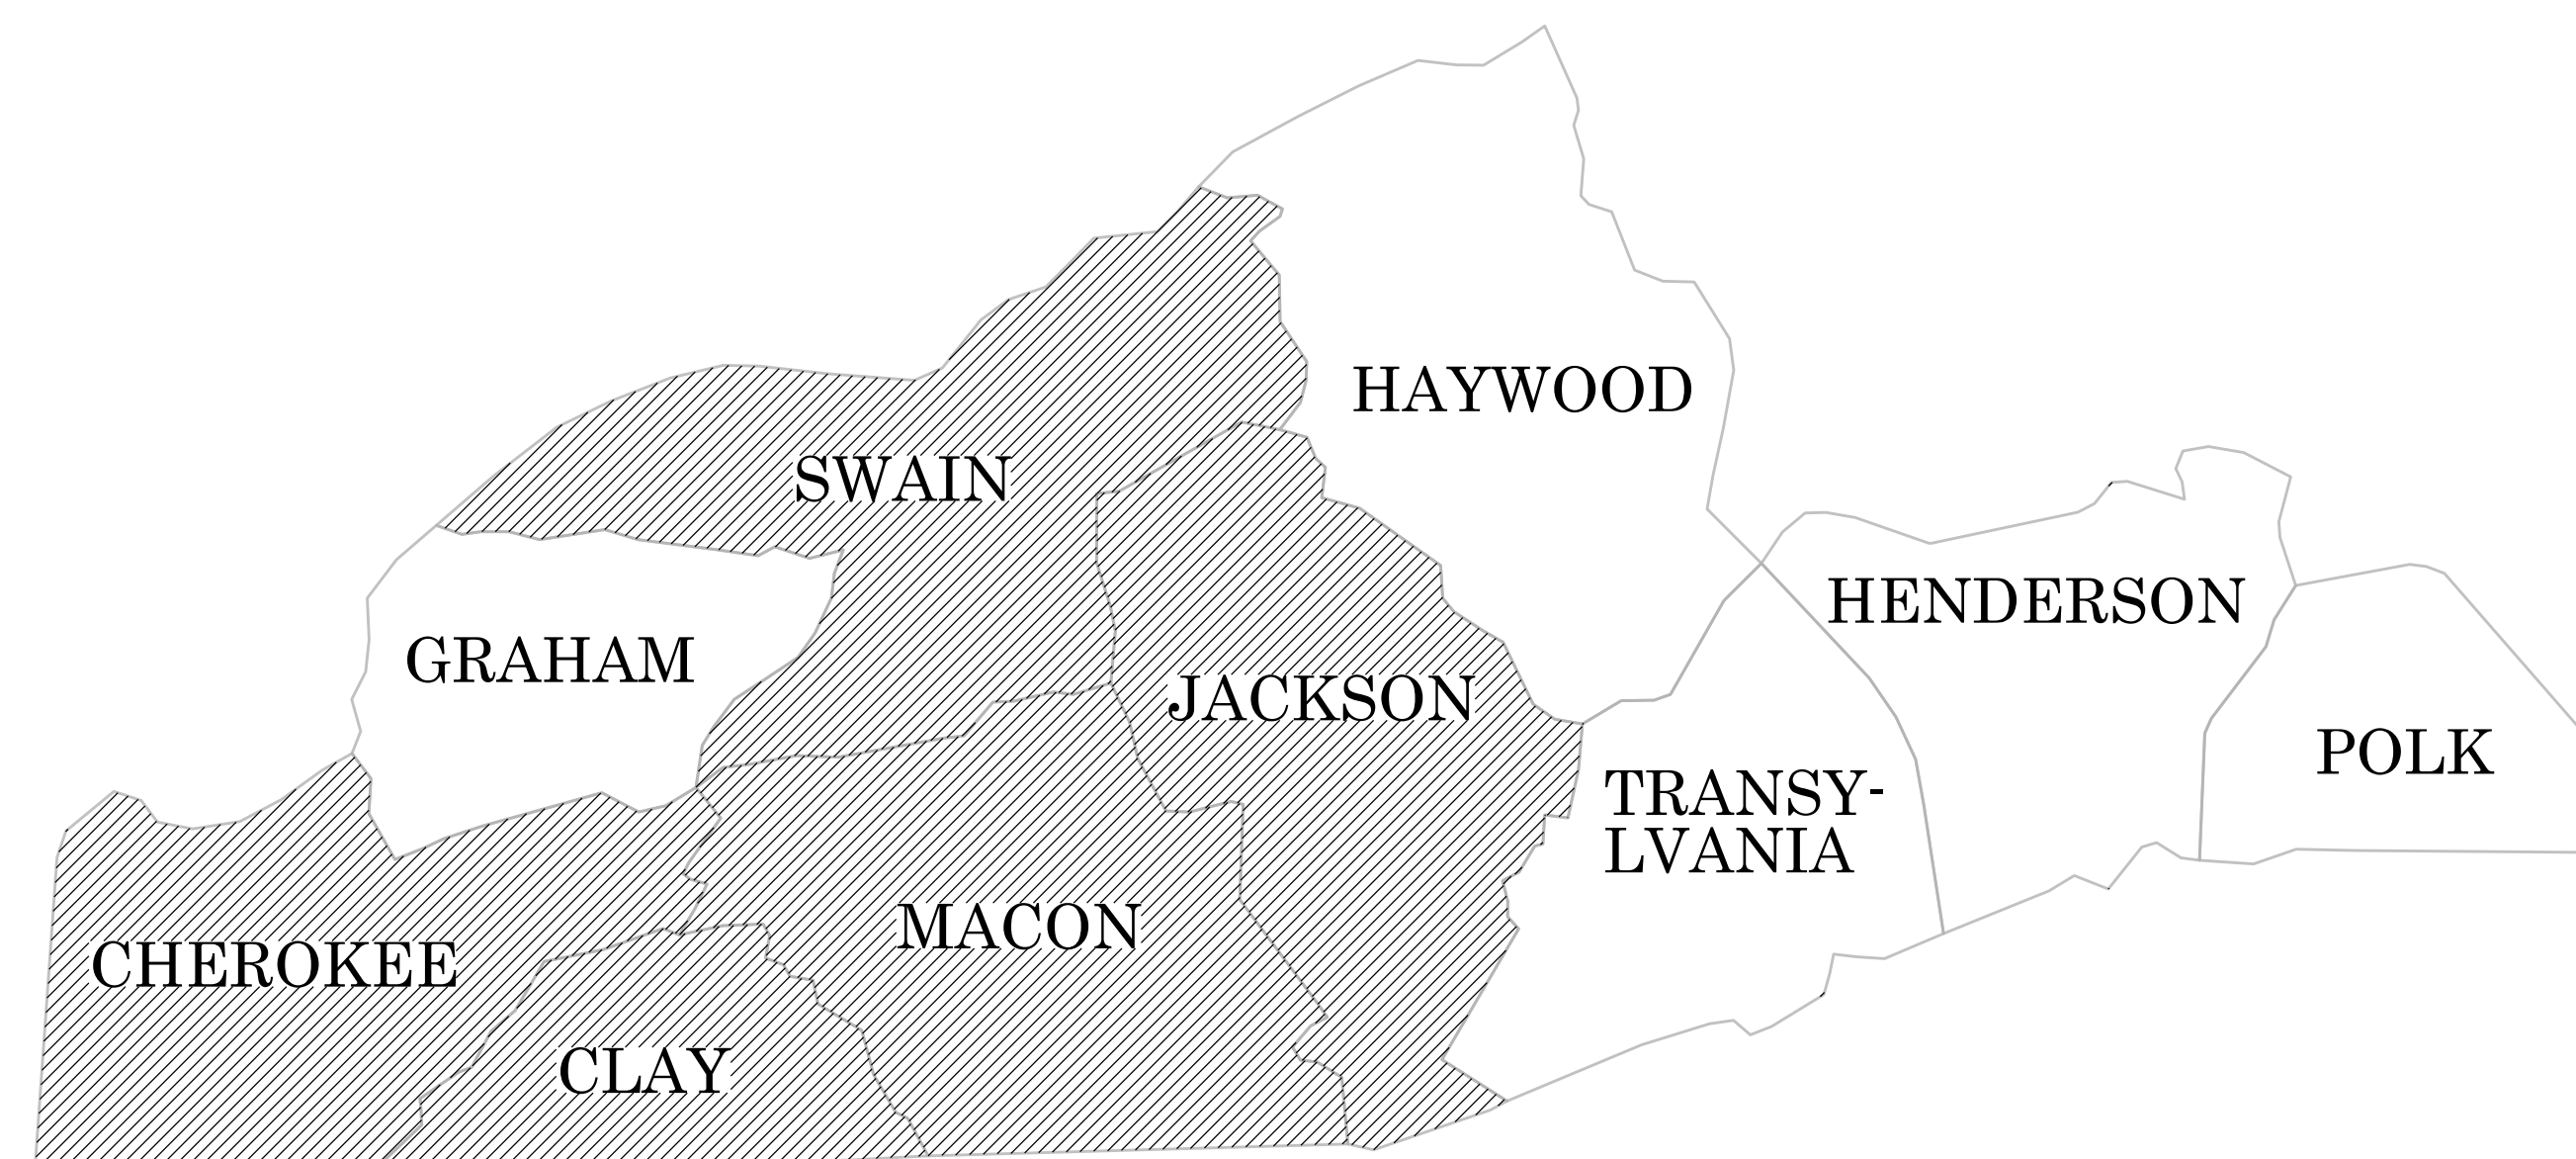 HAYWOOD
SWAIN
HENDERSON
GRAHAM
JACKSON
POLK
TRANSY-
LVANIA
MACON
CHEROKEE
CLAY